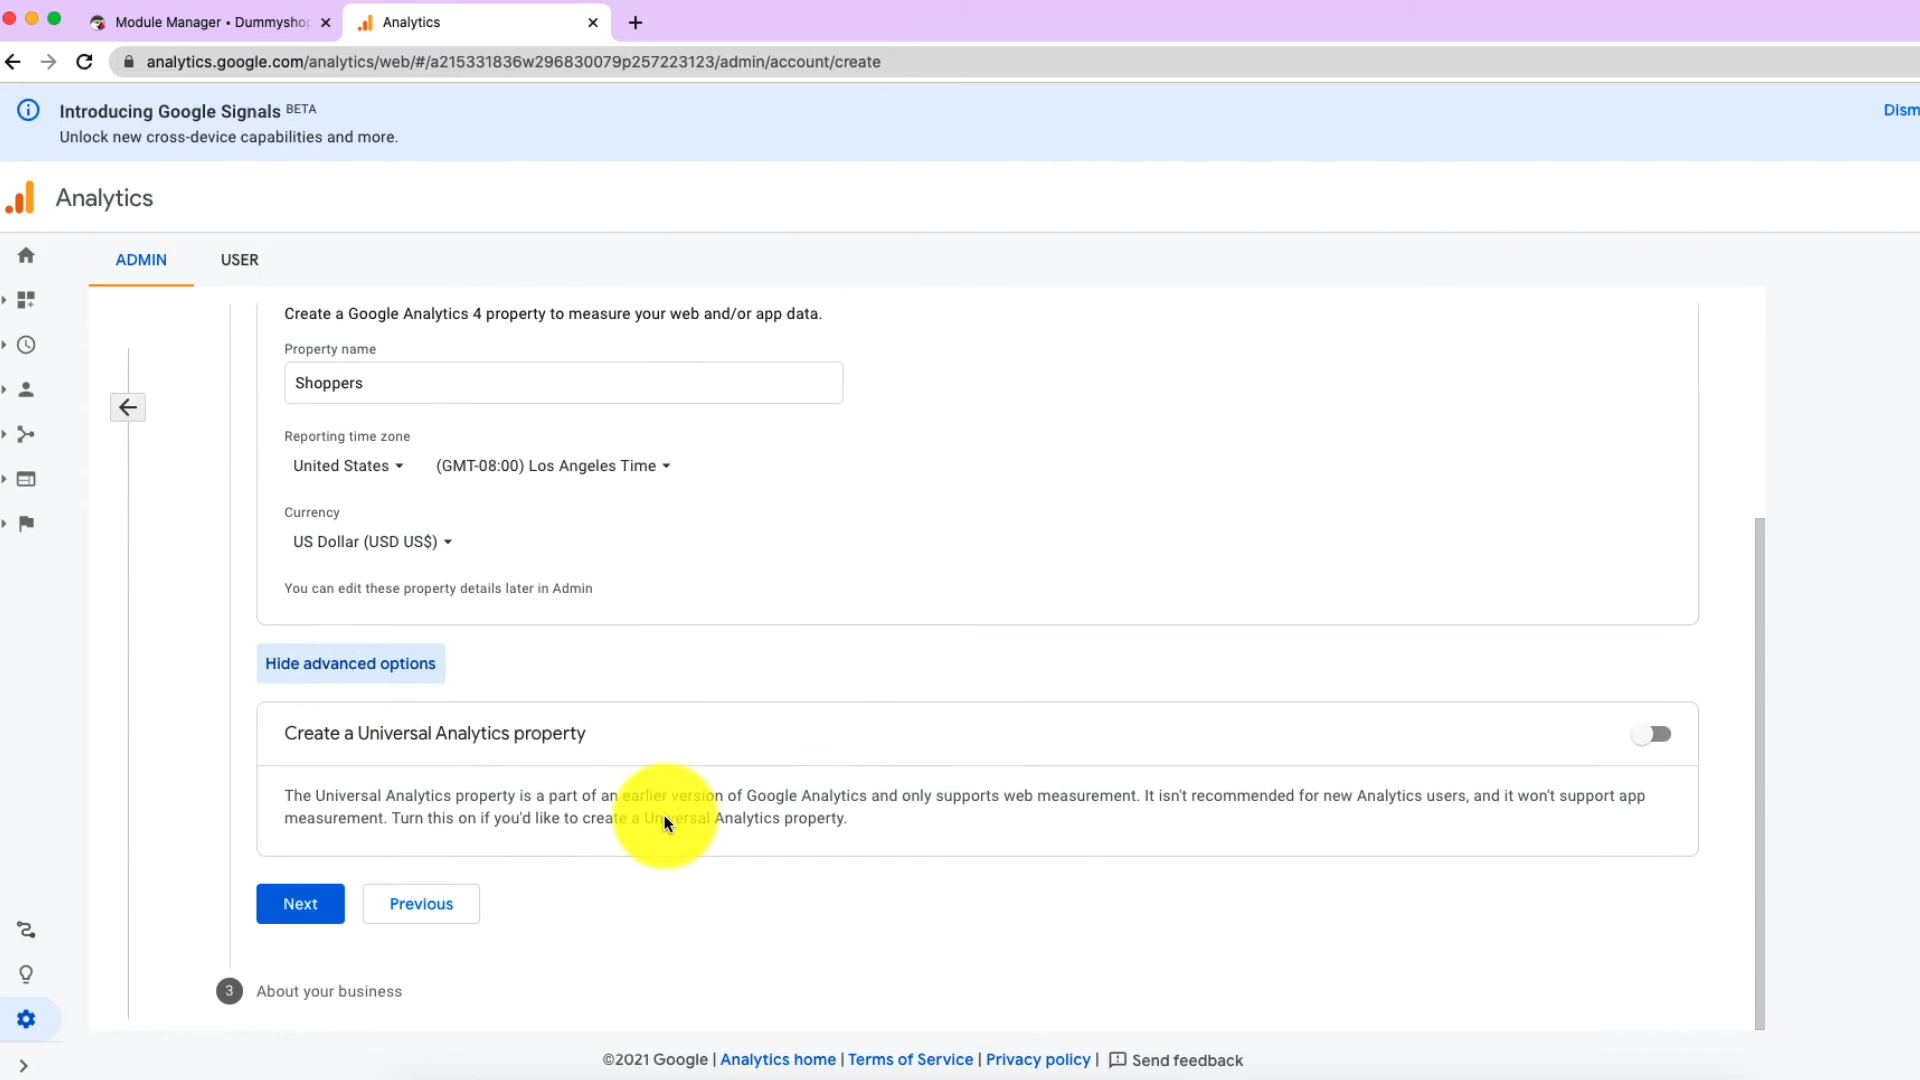 Module Manager • Dummyshop
Analytics
analytics.google.com/analytics/web/#/a215331836w296830079p257223123/admin/account/create
Introducing Google Signals BETA
Dism
Unlock new cross-device capabilities and more.
Analytics
ADMIN USER
Create a Google Analytics 4 property to measure your web and/or app data.
Property name
Shoppers
Reporting time zone
United States (GMT-08:00) Los Angeles Time
Currency
US Dollar (USD US$)
You can edit these property details later in Admin
Hide advanced options
Create a Universal Analytics property
The Universal Analytics property is a part of an earlier version of Google Analytics and only supports web measurement. It isn't recommended for new Analytics users, and it won't support app
measurement. Turn this on if you'd like to create a Universal Analytics property.
Next Previous
3 About your business
©2021 Google | Analytics home | Terms of Service | Privacy policy | Send feedback